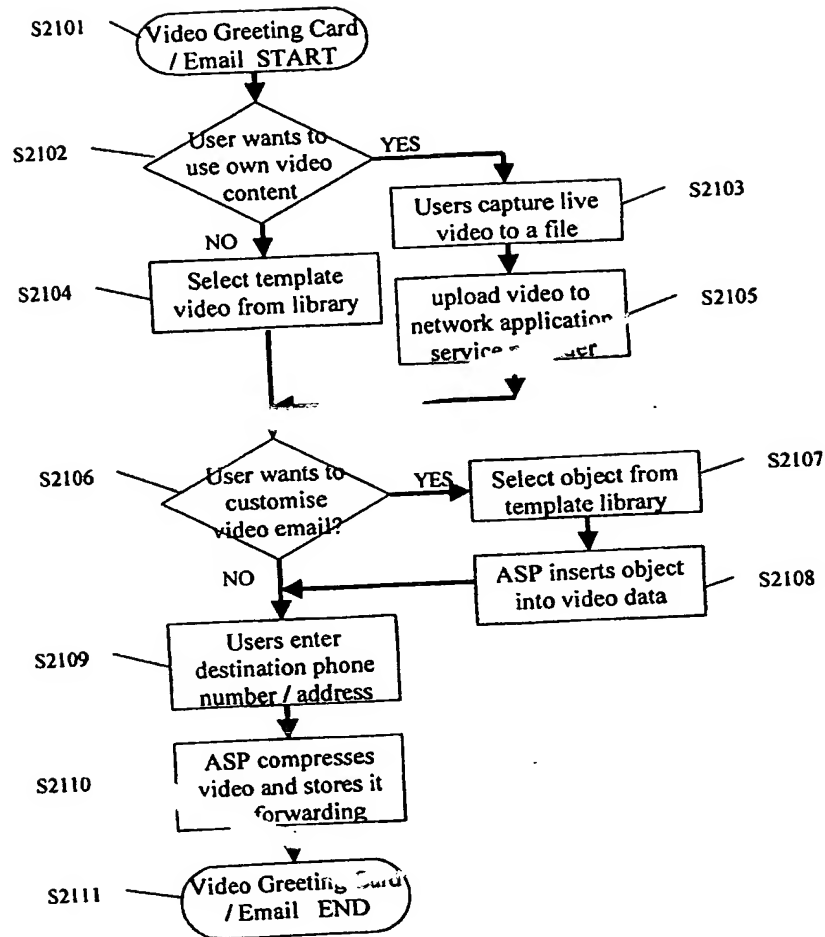 S2101
Video Greeting Card
/ Email START
S2102
User wants to
use own video
content
YES
NO
S2103
Users capture live
video to a file
S2104
Select template
video from library
upload video to
network application
service
S2105
S2106
User wants to
customise
video email?
YES
NO
Select object from
template library
S2107
ASP inserts object
into video data
S2108
S2109
Users enter
destination phone
number / address
S2110
ASP compresses
video and stores it
forwarding
S2111
Video Greeting Card
/ Email END